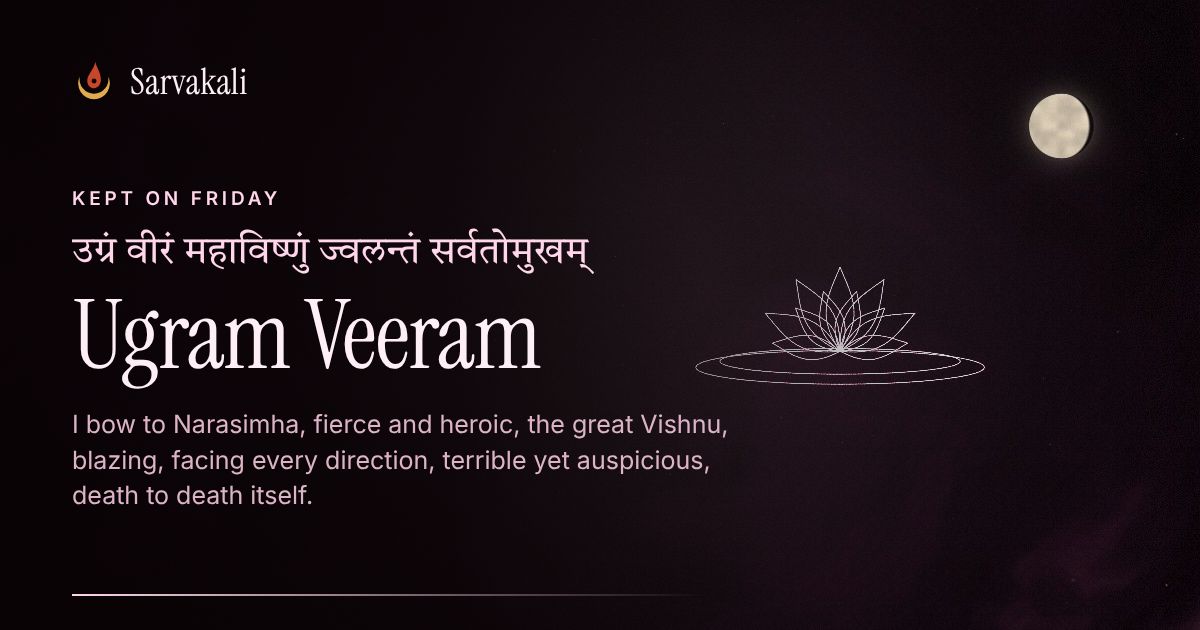 Sarvakali
KEPT ON FRIDAY
उग्रं वीरं महाविष्णुं ज्वलन्तं सर्वतोमुखम्
Ugram Veeram
I bow to Narasimha, fierce and heroic, the great Vishnu,
blazing, facing every direction, terrible yet auspicious,
death to death itself.